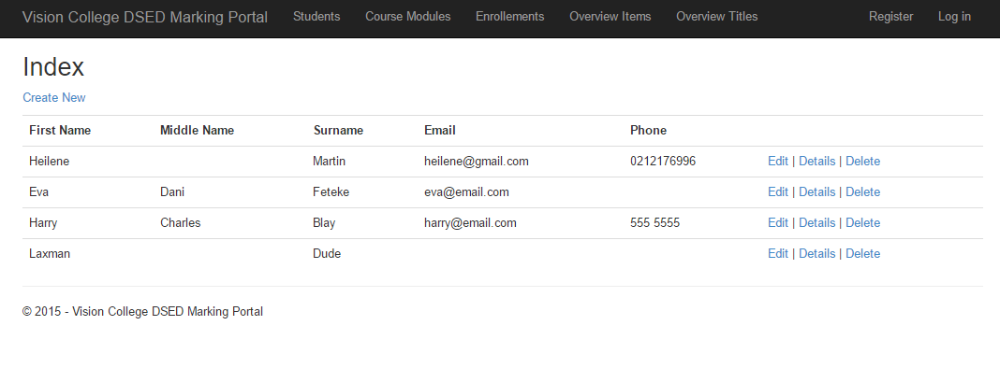 Vision College DSED Marking Portal Students Course Modules Enrollements Overview Items Overview Titles Register Log in
Index
Create New
First Name Middle Name Surname Email Phone
Heilene Martin heilene@gmail.com 0212176996 Edit | Details | Delete
Eva Dani Feteke eva@email.com Edit | Details | Delete
Harry Charles Blay harry@email.com 555 5555 Edit | Details | Delete
Laxman Dude Edit | Details | Delete
© 2015 - Vision College DSED Marking Portal